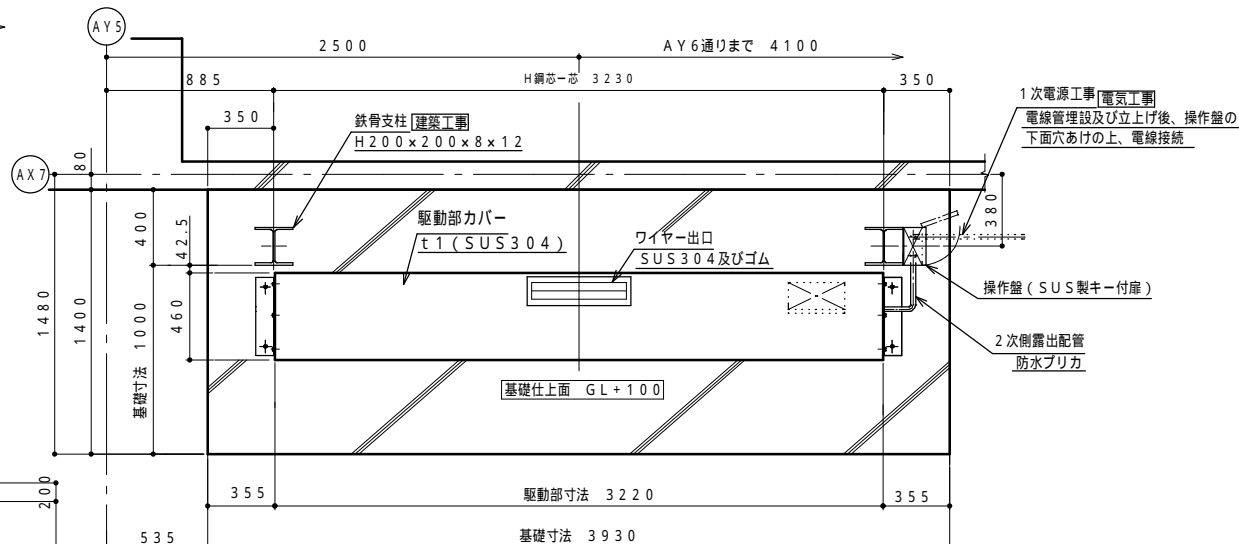 AY5
2500
AY6通りまで 4100
885
H鋼芯ー芯 3230
350
350
1次電源工事 電気工事
電線管埋設及び立上げ後、操作盤の
下面穴あけの上、電線接続
鉄骨支柱 建築工事
H200×200×8×12
AX7
80
400
42.5
380
駆動部カバー
t1(SUS304)
ワイヤー出口
SUS304及びゴム
操作盤(SUS製キー付扉)
1480
1400
基礎寸法 1000
460
2次側露出配管
防水プリカ
基礎仕上面 GL+100
200
355
駆動部寸法 3220
355
535
基礎寸法 3930